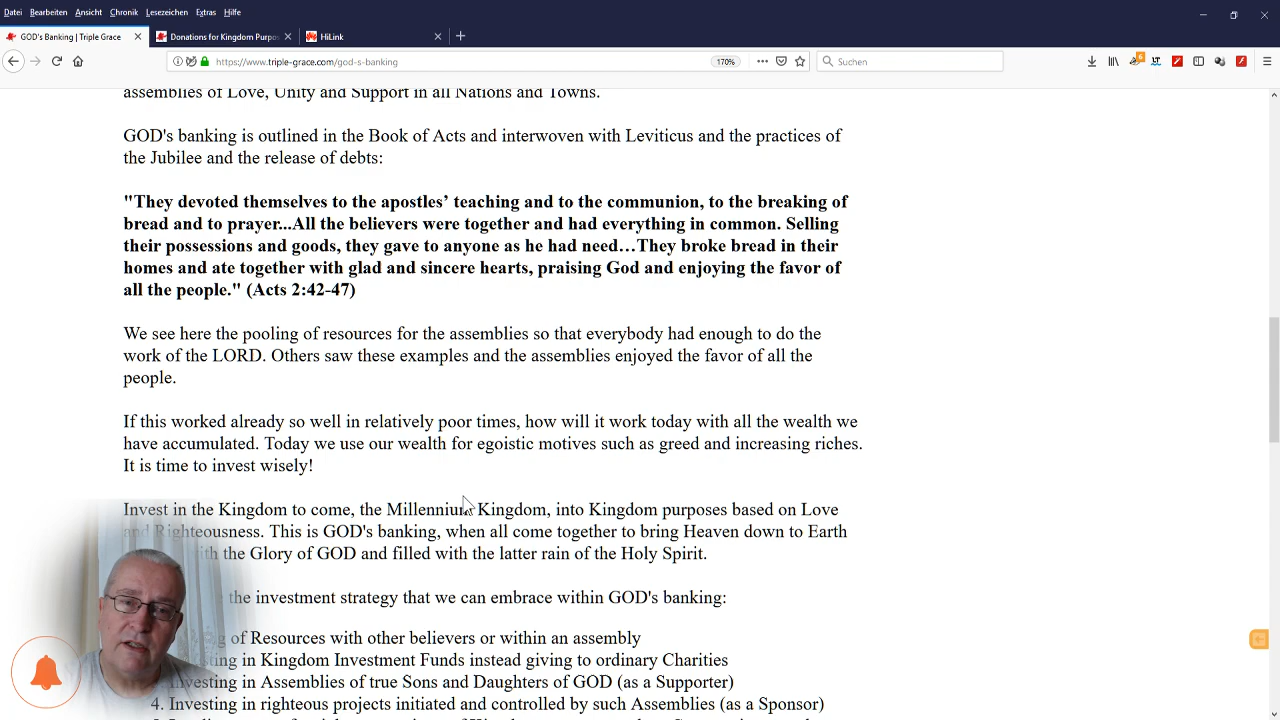 Datei Bearbeiten Ansicht Chronik Lesezeichen Extras Hilfe
GOD's Banking | Triple Grace
Donations for Kingdom Purpo
HiLink
https://www.triple-grace.com/god-s-banking
170%
Suchen
assemblies of Love, Unity and Support in all Nations and Towns.
GOD's banking is outlined in the Book of Acts and interwoven with Leviticus and the practices of
the Jubilee and the release of debts:
"They devoted themselves to the apostles’ teaching and to the communion, to the breaking of
bread and to prayer...All the believers were together and had everything in common. Selling
their possessions and goods, they gave to anyone as he had need…They broke bread in their
homes and ate together with glad and sincere hearts, praising God and enjoying the favor of
all the people." (Acts 2:42-47)
We see here the pooling of resources for the assemblies so that everybody had enough to do the
work of the LORD. Others saw these examples and the assemblies enjoyed the favor of all the
people.
If this worked already so well in relatively poor times, how will it work today with all the wealth we
have accumulated. Today we use our wealth for egoistic motives such as greed and increasing riches.
It is time to invest wisely!
Invest in the Kingdom to come, the Millennium Kingdom, into Kingdom purposes based on Love
and Righteousness. This is GOD's banking, when all come together to bring Heaven down to Earth
the Glory of GOD and filled with the latter rain of the Holy Spirit.
the investment strategy that we can embrace within GOD's banking:
of Resources with other believers or within an assembly
in Kingdom Investment Funds instead giving to ordinary Charities
Investing in Assemblies of true Sons and Daughters of GOD (as a Supporter)
4. Investing in righteous projects initiated and controlled by such Assemblies (as a Sponsor)